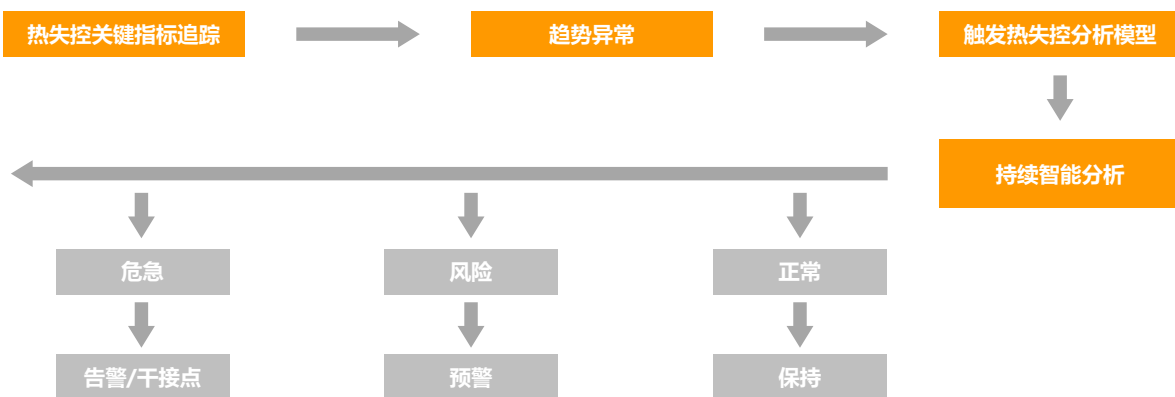 热失控关键指标追踪
趋势异常
触发热失控分析模型
持续智能分析
危急
风险
正常
告警/干接点
预警
保持